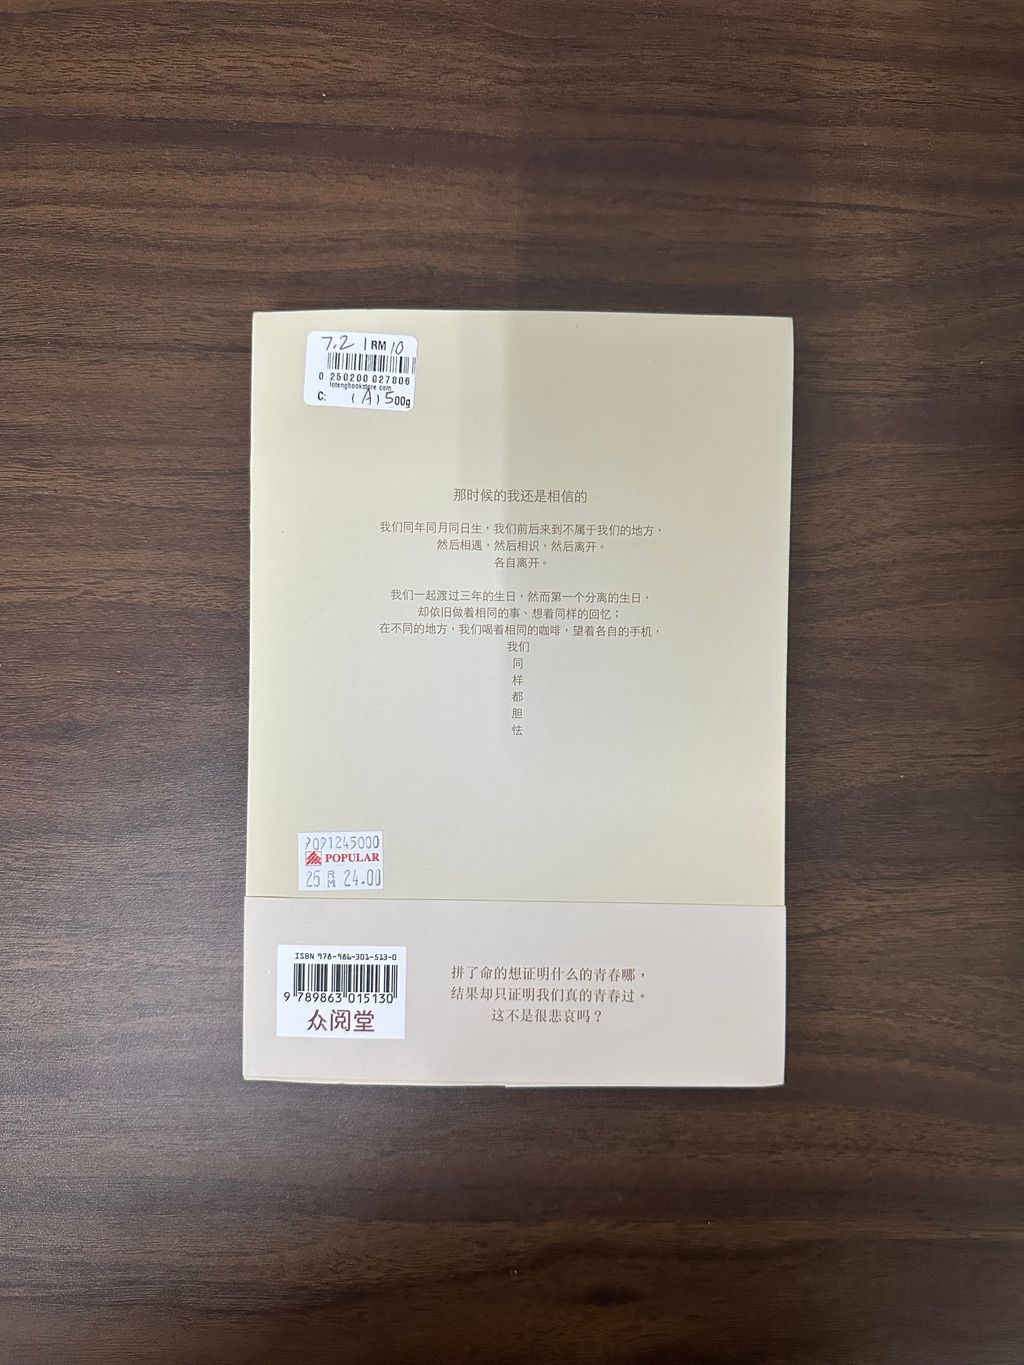 7.2 | RM 10
0 250200 027806
lotengbookstore.com
C: (A) 500g
那时候的我还是相信的
我们同年同月同日生，我们前后来到不属于我们的地方，
然后相遇，然后相识，然后离开。
各自离开。
我们一起渡过三年的生日，然而第一个分离的生日，
却依旧做着相同的事、想着同样的回忆；
在不同的地方，我们喝着相同的咖啡，望着各自的手机，
我们
同
样
都
胆
怯
9091245000
POPULAR
25 RM 24.00
ISBN 978-986-301-513-0
9 789863 015130
众阅堂
拼了命的想证明什么的青春哪，
结果却只证明我们真的青春过。
这不是很悲哀吗？